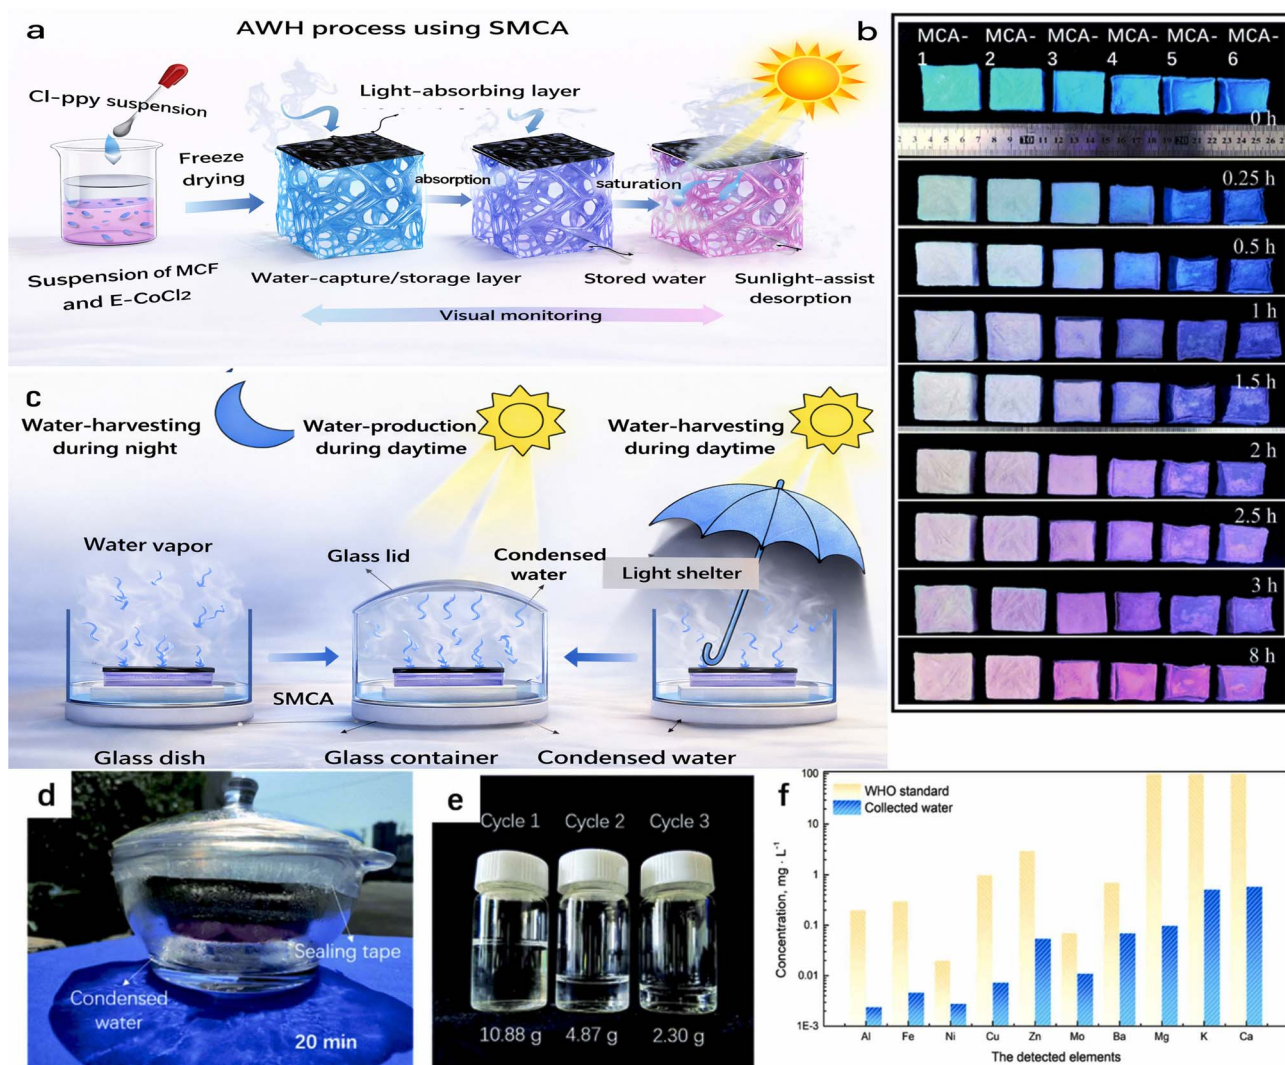 a
AWH process using SMCA
Cl-ppy suspension
Light-absorbing layer
Freeze
drying
absorption
saturation
Suspension of MCF
and E-CoCl2
Water-capture/storage layer
Stored water
Sunlight-assist
desorption
Visual monitoring
b
MCA-
1
MCA-
2
MCA-
3
MCA-
4
MCA-
5
MCA-
6
0 h
0.25 h
0.5 h
1 h
1.5 h
2 h
2.5 h
3 h
8 h
c
Water-harvesting
during night
Water-production
during daytime
Water-harvesting
during daytime
Water vapor
Glass lid
Condensed
water
Light shelter
SMCA
Glass dish
Glass container
Condensed water
d
Sealing tape
Condensed
water
20 min
e
Cycle 1
Cycle 2
Cycle 3
10.88 g
4.87 g
2.30 g
f
WHO standard
Collected water
Concentration, mg · L⁻¹
100
10
1
0.1
0.01
1E-3
Al
Fe
Ni
Cu
Zn
Mo
Ba
Mg
K
Ca
The detected elements